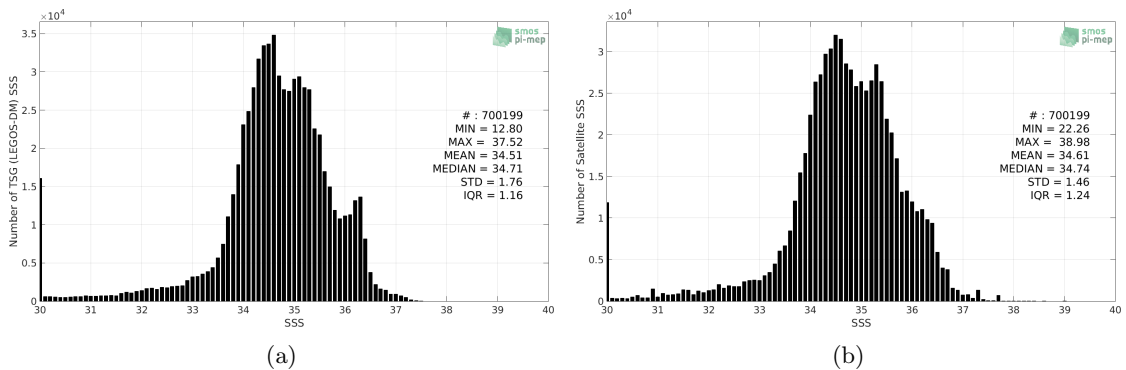 ×10⁴
3.5
3
2.5
2
1.5
1
0.5
0
Number of TSG (LEGOS-DM) SSS
30 31 32 33 34 35 36 37 38 39 40
SSS
smos
pi-mep
# : 700199
MIN = 12.80
MAX = 37.52
MEAN = 34.51
MEDIAN = 34.71
STD = 1.76
IQR = 1.16
(a)
×10⁴
3
2.5
2
1.5
1
0.5
0
Number of Satellite SSS
30 31 32 33 34 35 36 37 38 39 40
SSS
smos
pi-mep
# : 700199
MIN = 22.26
MAX = 38.98
MEAN = 34.61
MEDIAN = 34.74
STD = 1.46
IQR = 1.24
(b)